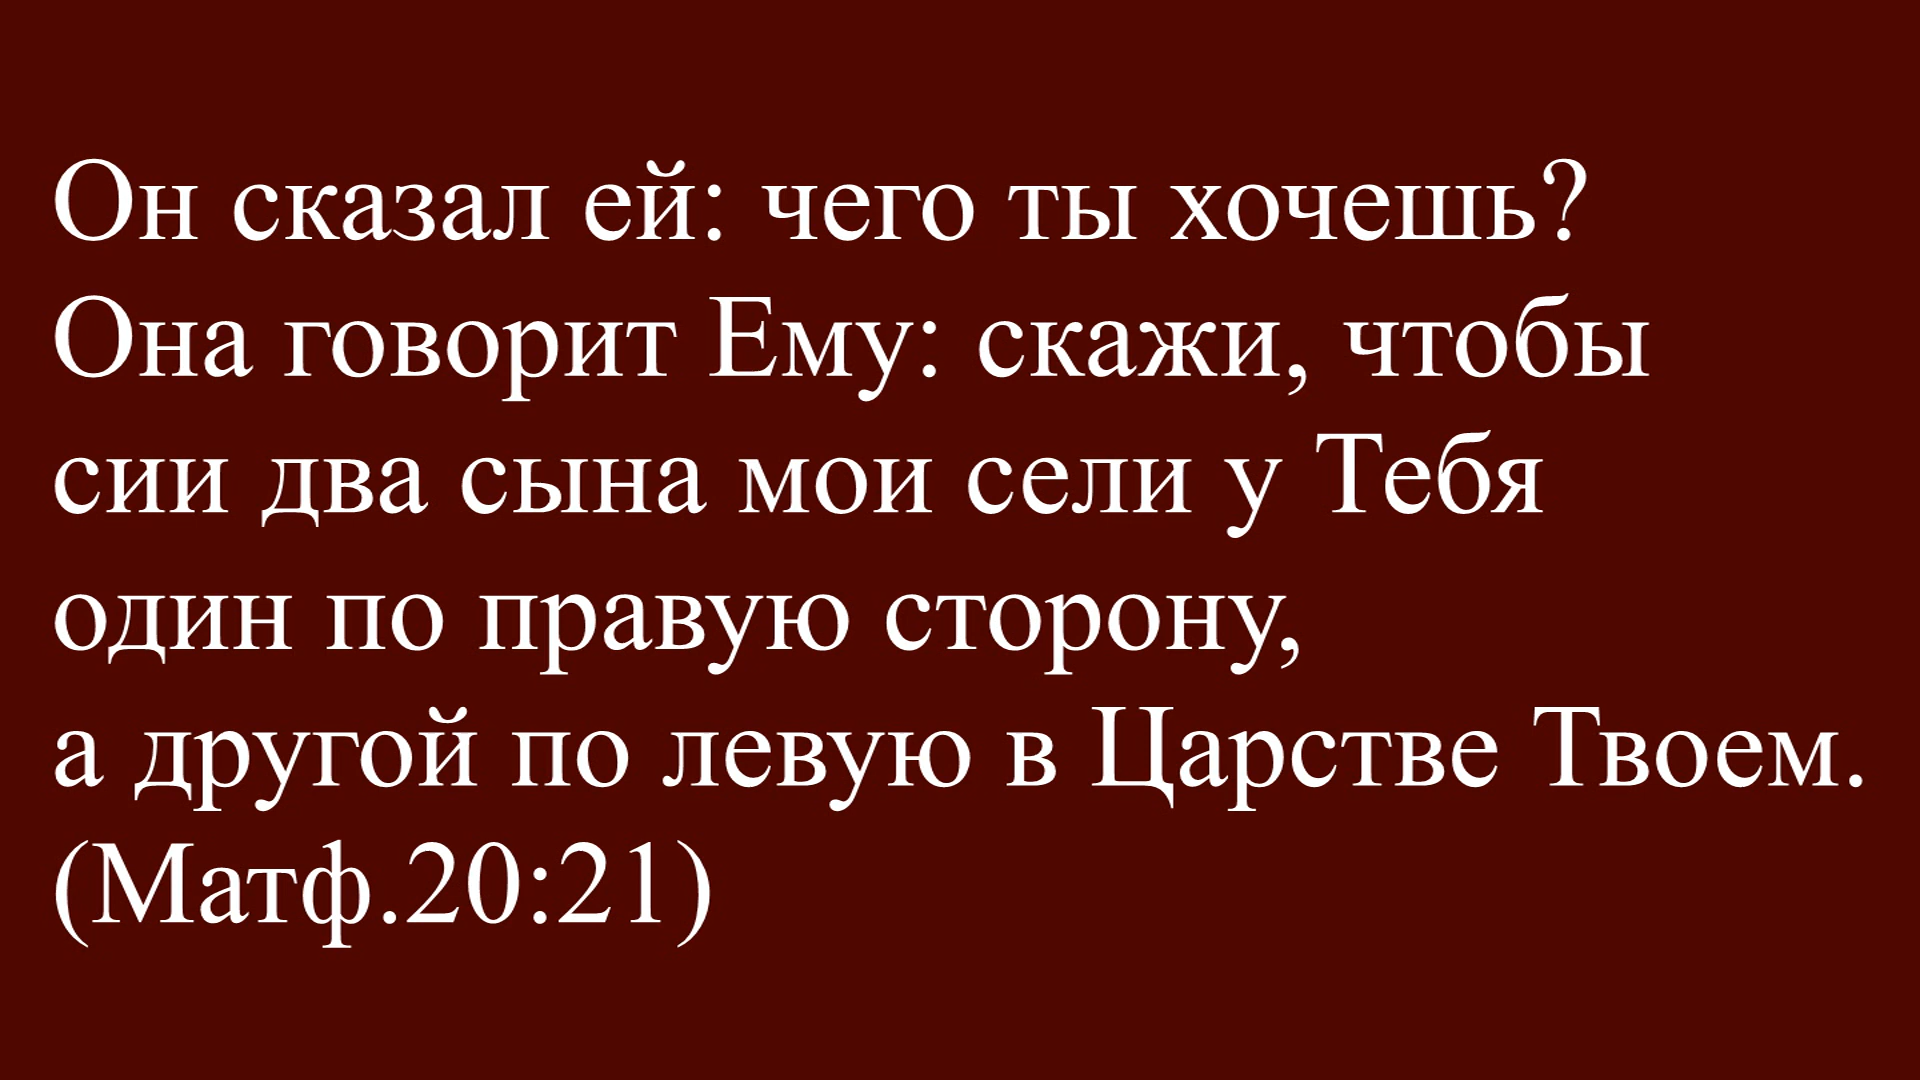 Он сказал ей: чего ты хочешь?
Она говорит Ему: скажи, чтобы
сии два сына мои сели у Тебя
один по правую сторону,
а другой по левую в Царстве Твоем.
(Матф.20:21)